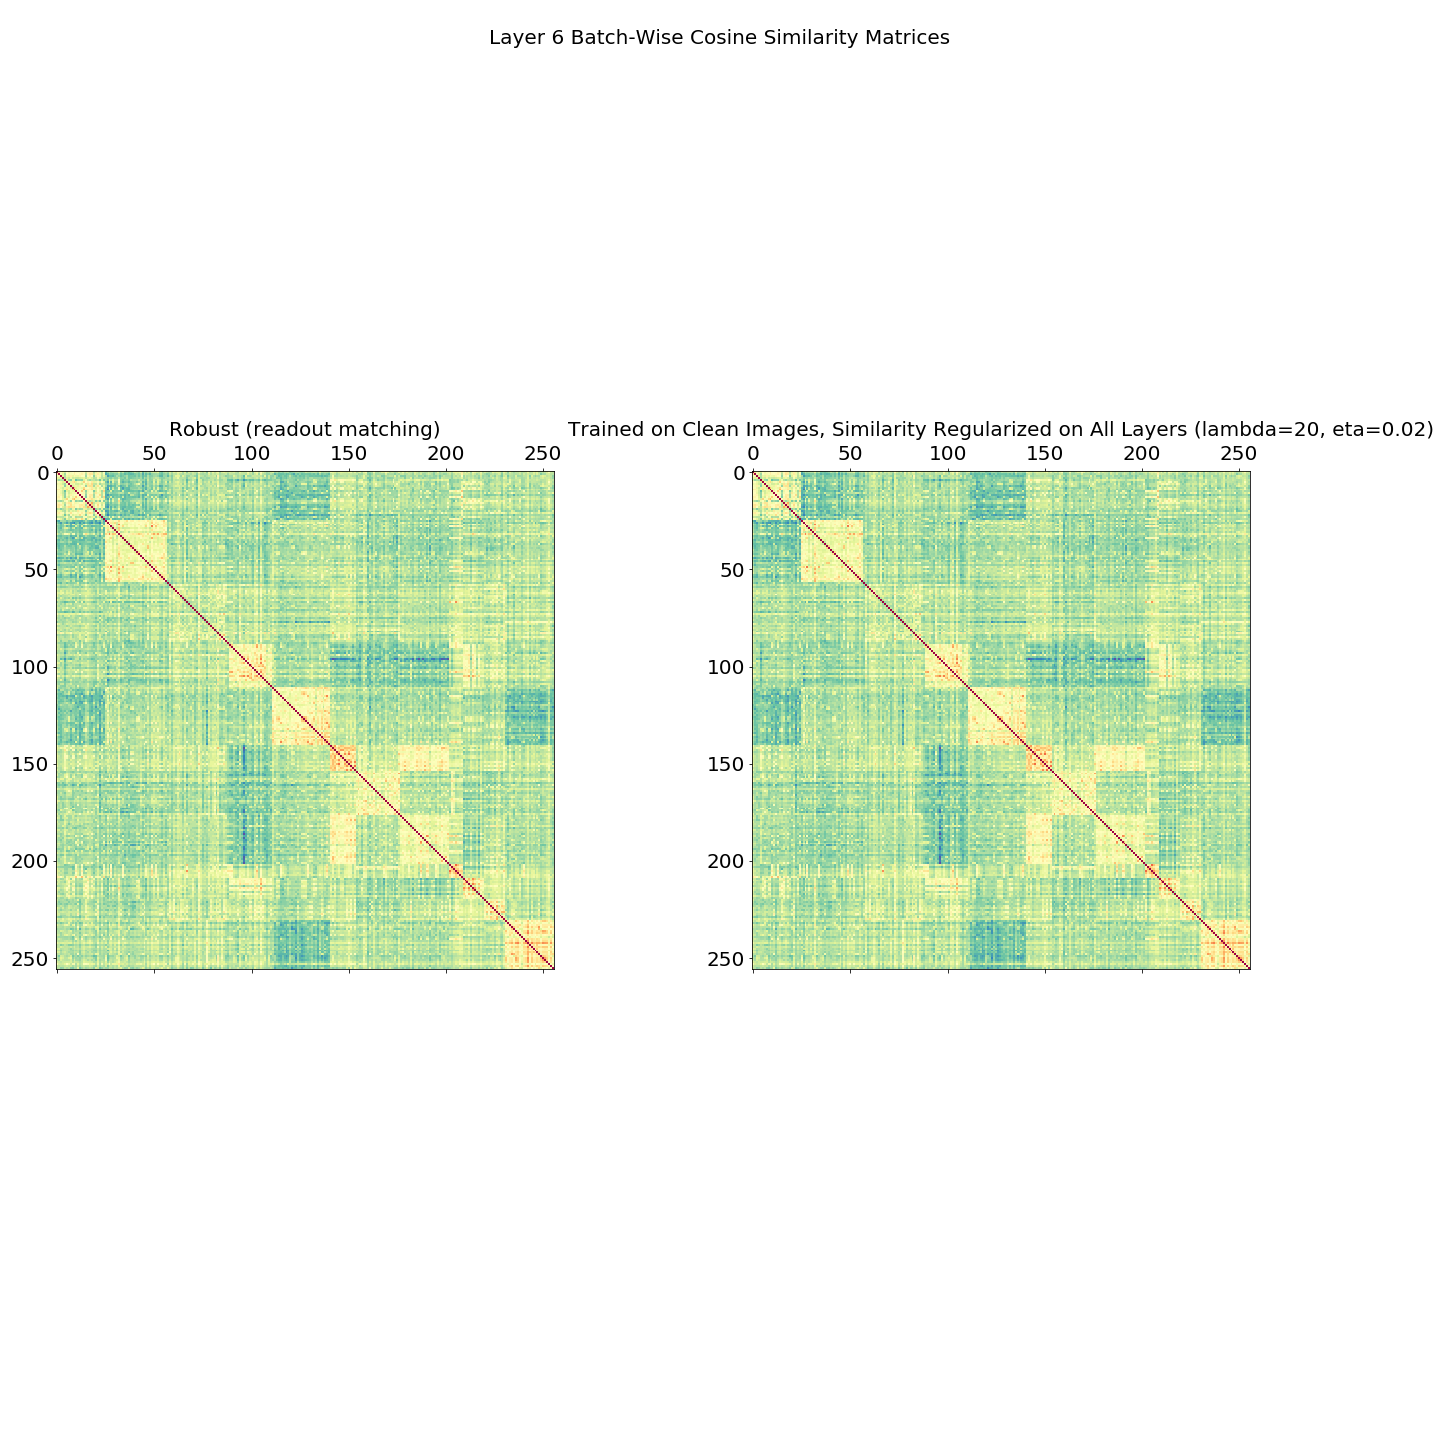 Layer 6 Batch-Wise Cosine Similarity Matrices
Robust (readout matching)
0 50 100 150 200 250
0
50
100
150
200
250
Trained on Clean Images, Similarity Regularized on All Layers (lambda=20, eta=0.02)
0 50 100 150 200 250
0
50
100
150
200
250